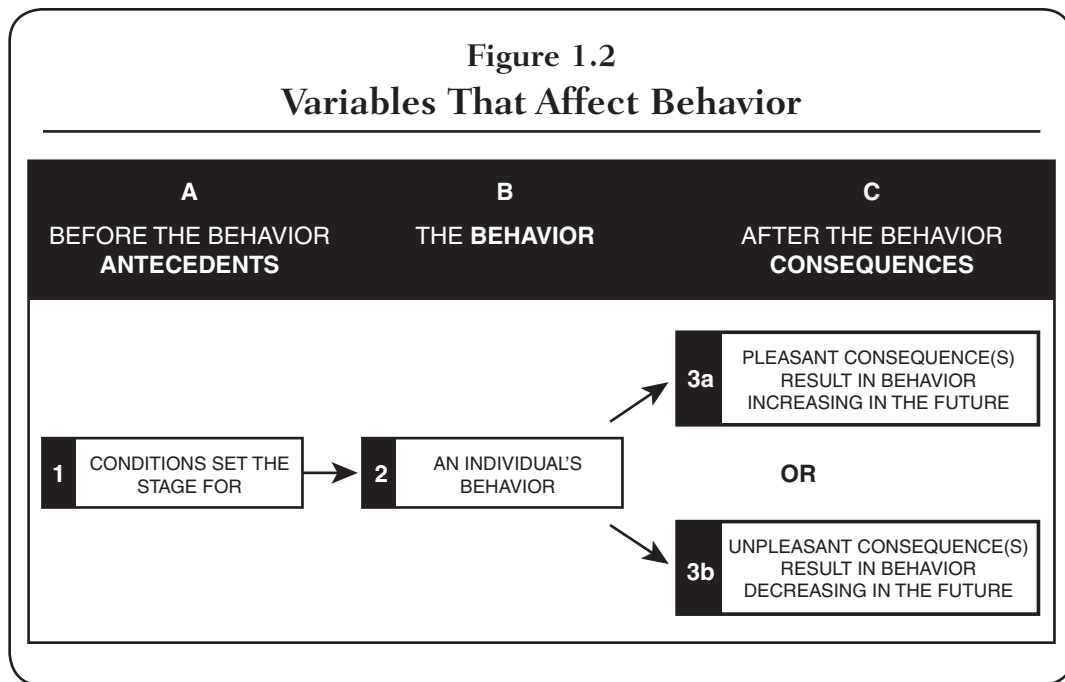 Figure 1.2
Variables That Affect Behavior
A
BEFORE THE BEHAVIOR
ANTECEDENTS
B
THE BEHAVIOR
C
AFTER THE BEHAVIOR
CONSEQUENCES
1
CONDITIONS SET THE
STAGE FOR
2
AN INDIVIDUAL'S
BEHAVIOR
3a
PLEASANT CONSEQUENCE(S)
RESULT IN BEHAVIOR
INCREASING IN THE FUTURE
OR
3b
UNPLEASANT CONSEQUENCE(S)
RESULT IN BEHAVIOR
DECREASING IN THE FUTURE